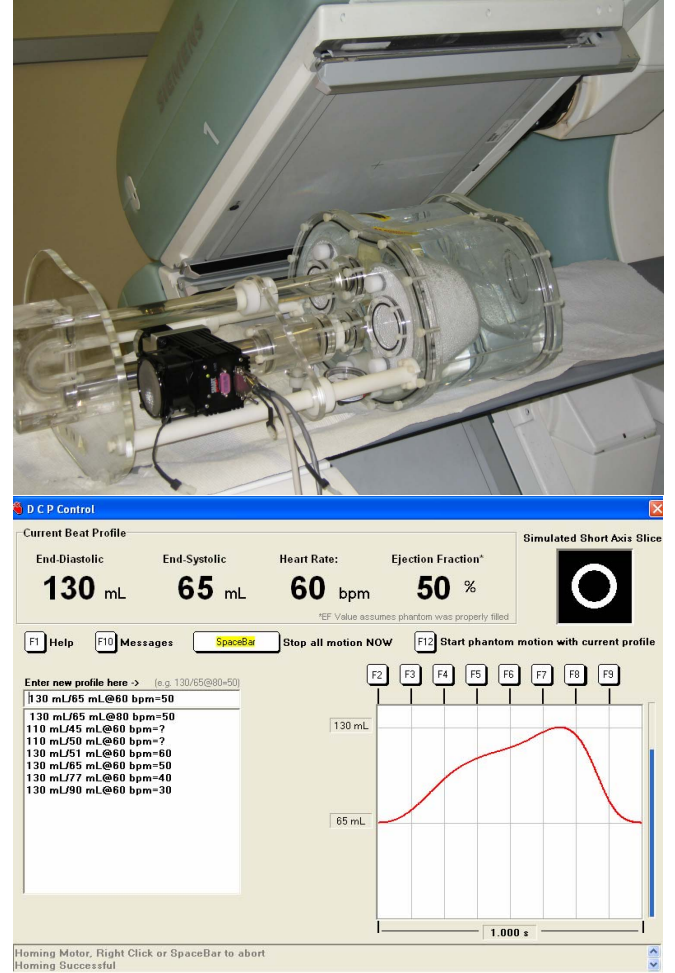 SIEMENS
1
D C P Control
Current Beat Profile
End-Diastolic End-Systolic Heart Rate: Ejection Fraction*
130 mL 65 mL 60 bpm 50 %
*EF Value assumes phantom was properly filled
Simulated Short Axis Slice
F1 Help F10 Messages SpaceBar Stop all motion NOW F12 Start phantom motion with current profile
Enter new profile here -> (e.g. 130/65@80=50)
130 mL/65 mL@60 bpm=50
130 mL/65 mL@80 bpm=50
110 mL/45 mL@60 bpm=?
110 mL/50 mL@60 bpm=?
130 mL/51 mL@60 bpm=60
130 mL/65 mL@60 bpm=50
130 mL/77 mL@60 bpm=40
130 mL/90 mL@60 bpm=30
F2 F3 F4 F5 F6 F7 F8 F9
130 mL
65 mL
1.000 s
Homing Motor, Right Click or SpaceBar to abort
Homing Successful